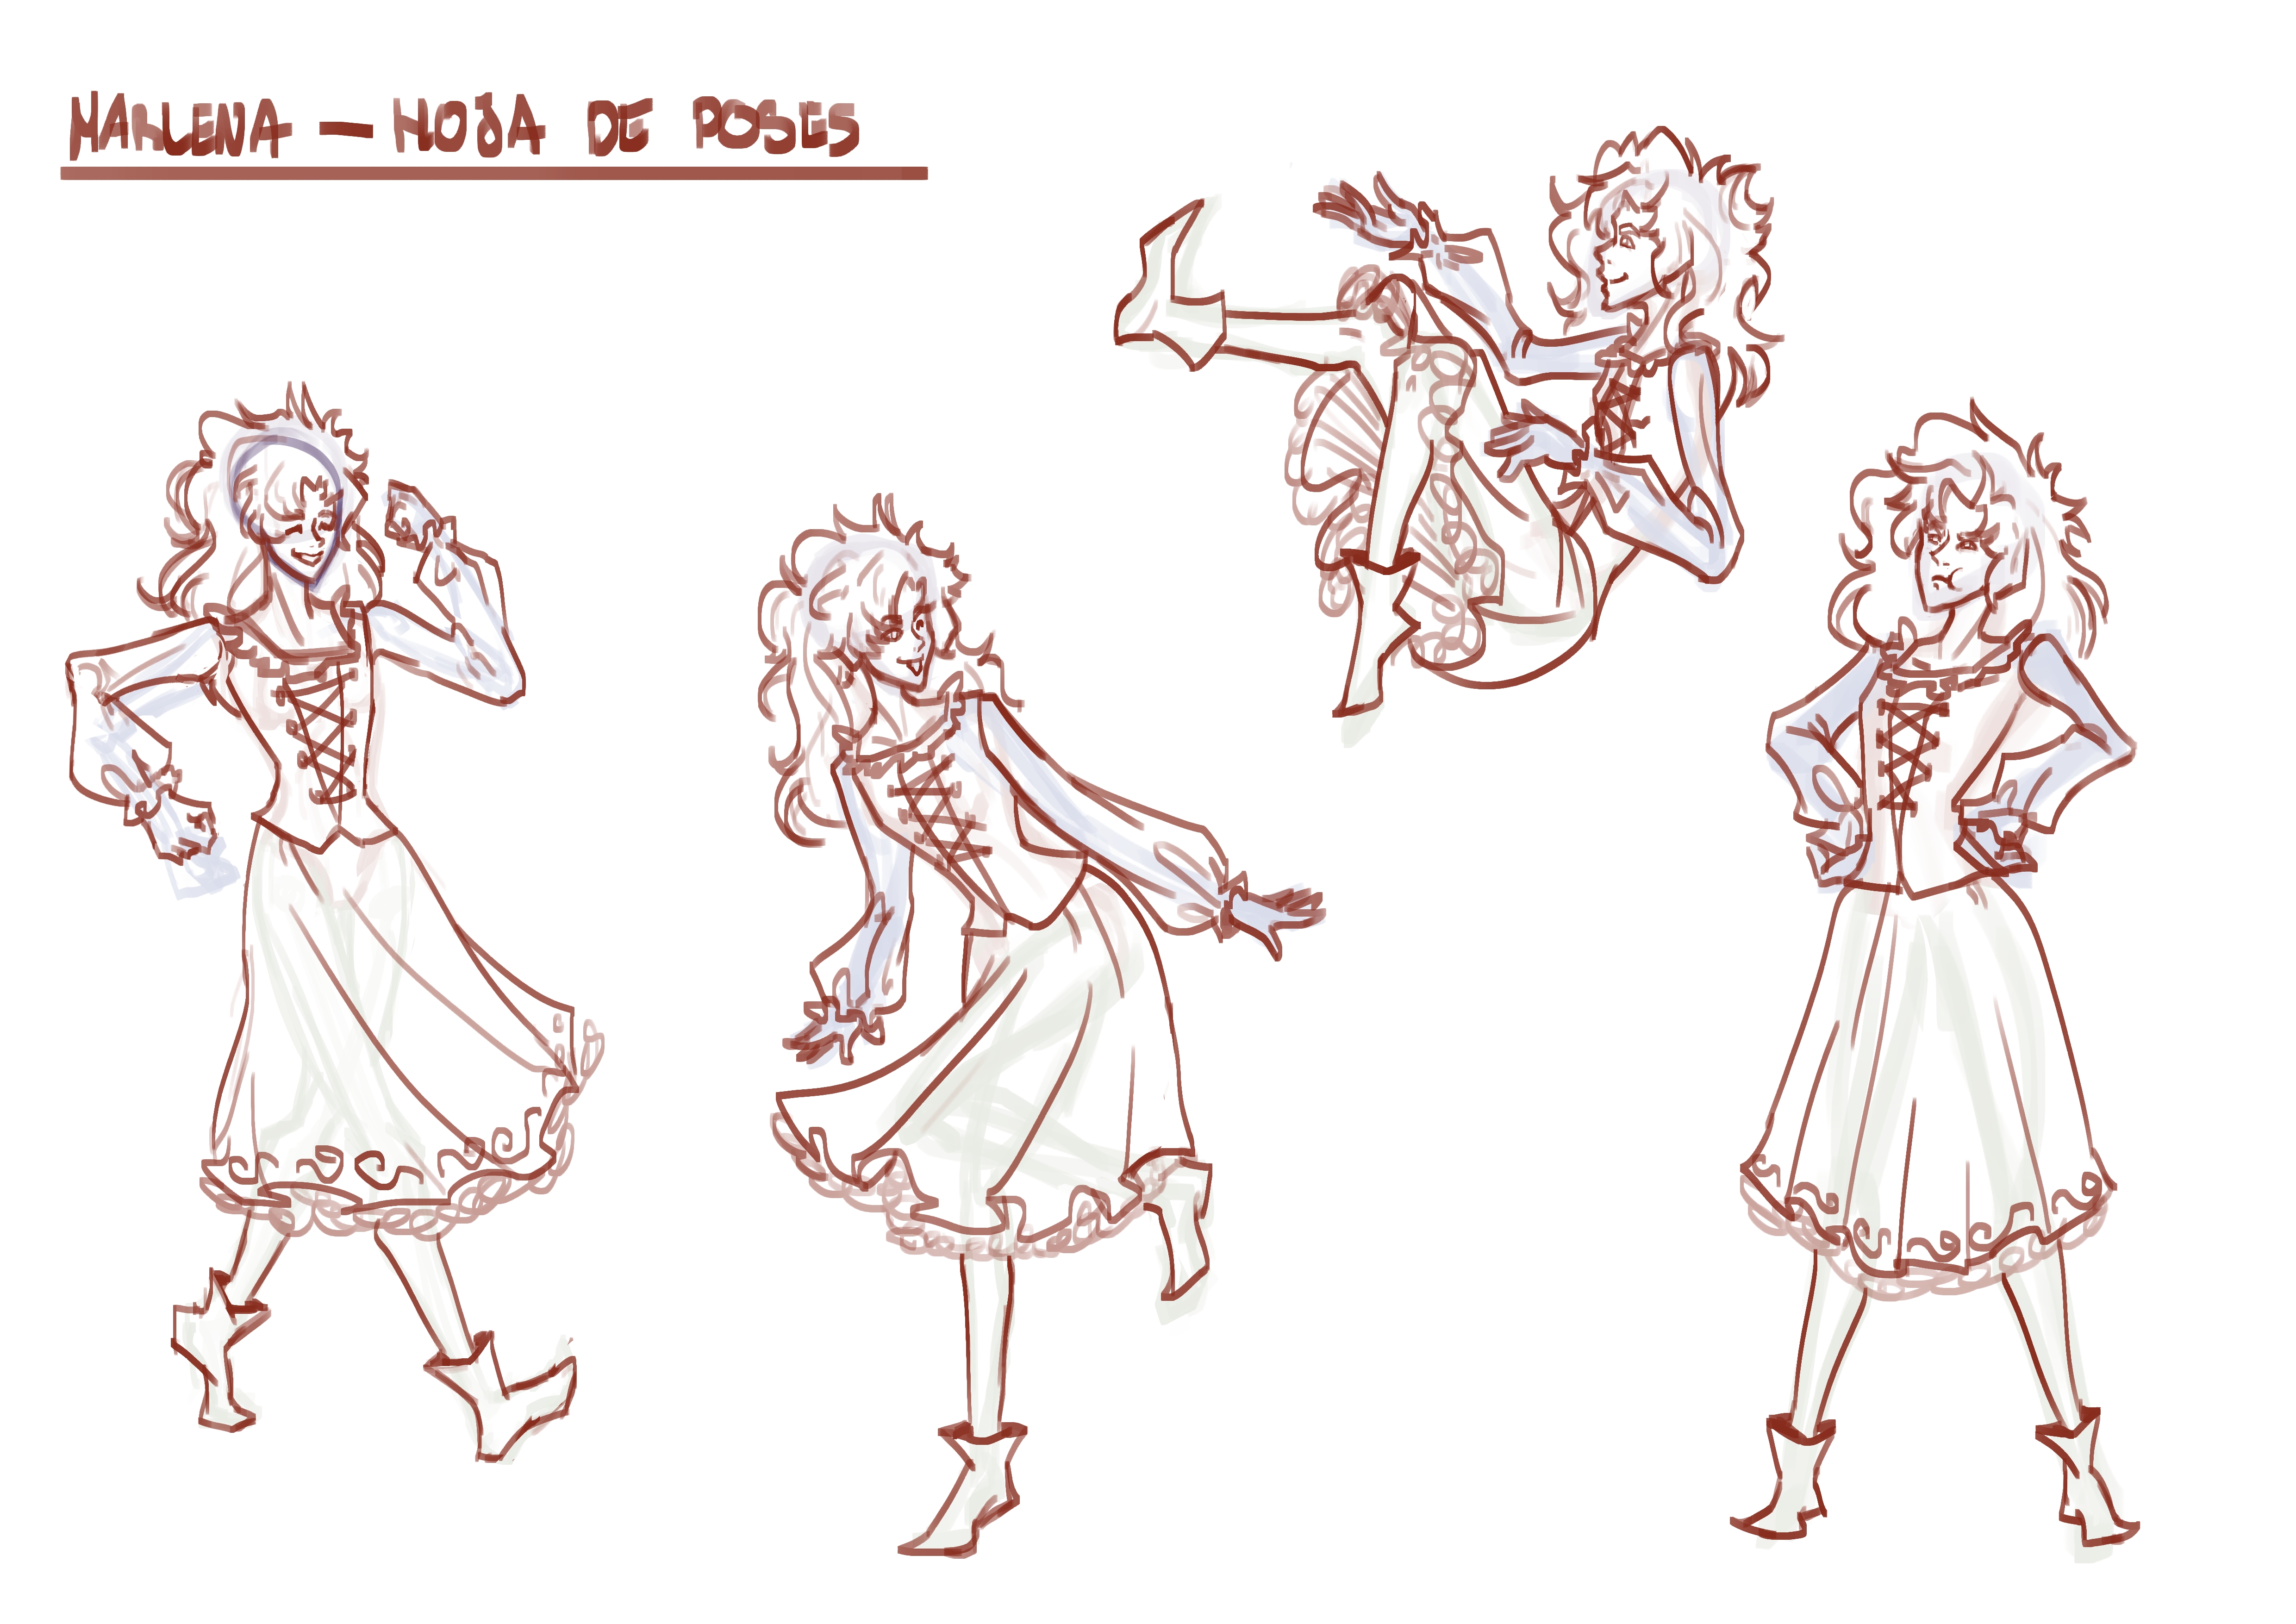 MARLENA — HOJA DE POSES